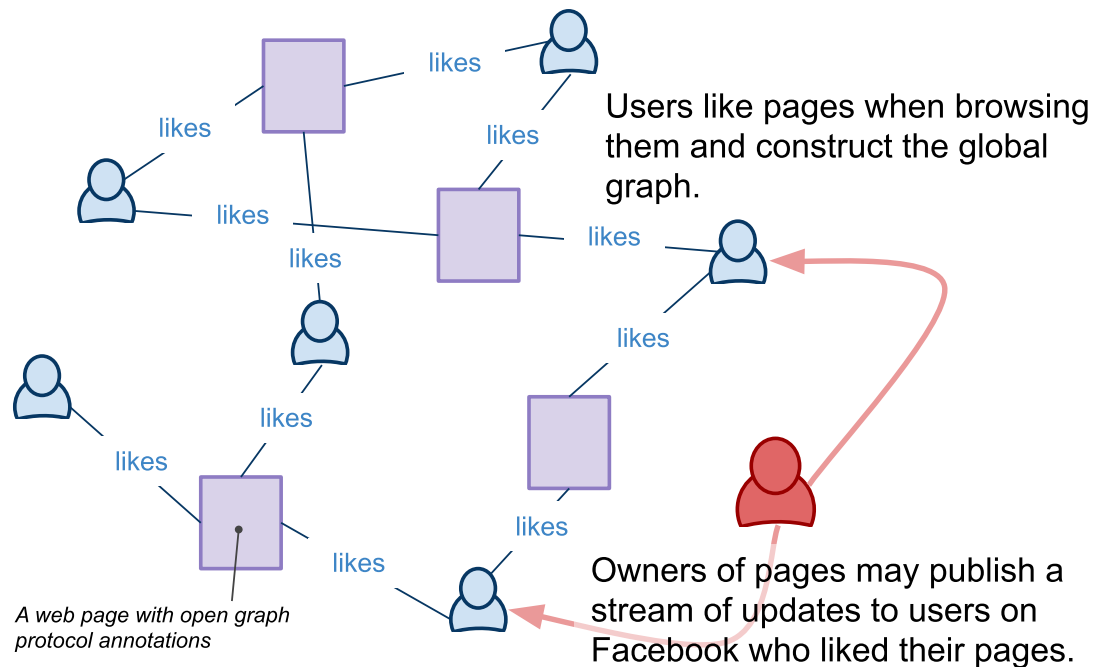 likes
likes
likes
Users like pages when browsing
them and construct the global
graph.
likes
likes
likes
likes
likes
likes
likes
likes
likes
A web page with open graph
protocol annotations
Owners of pages may publish a
stream of updates to users on
Facebook who liked their pages.